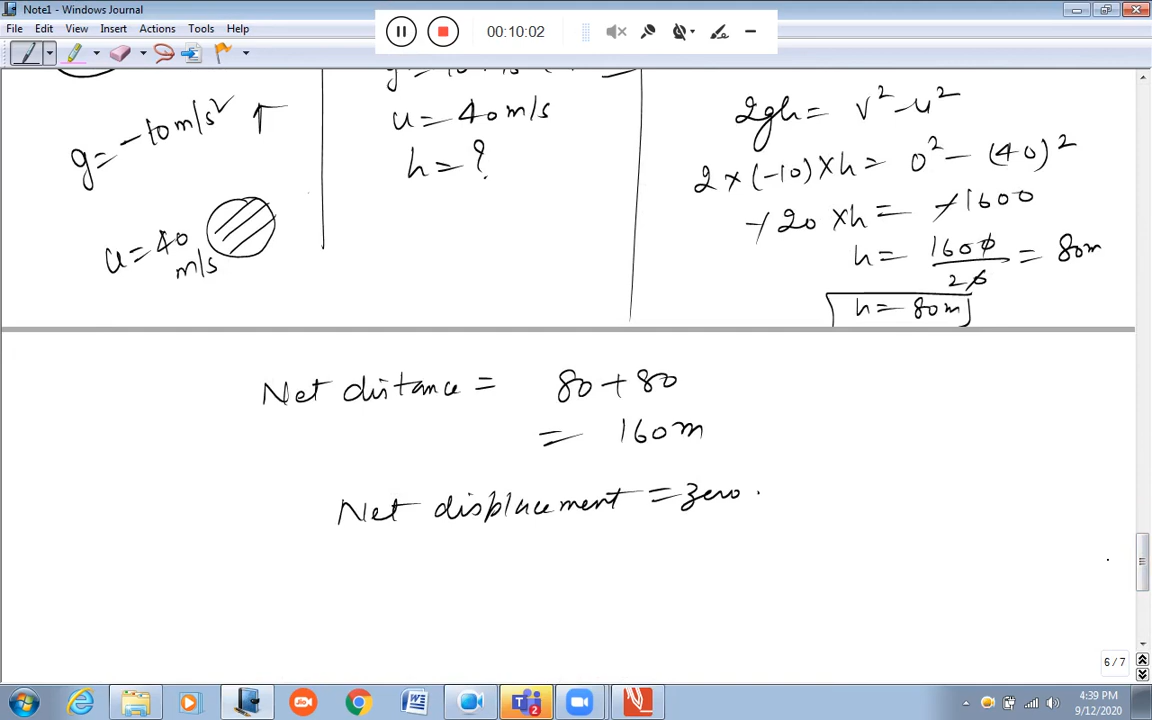 Note1 - Windows Journal
00:10:02
File Edit View Insert Actions Tools Help
g=-10m/s² ↑
u=40
m/s
u=40m/s
h=?
2gh= v²-u²
2×(-10)×h= 0²-(40)²
-20×h= -1600
h= 1600/20 = 80m
h=80m
Net distance = 80+80
= 160m
Net displacement = zero.
6 / 7
2
4:39 PM
9/12/2020